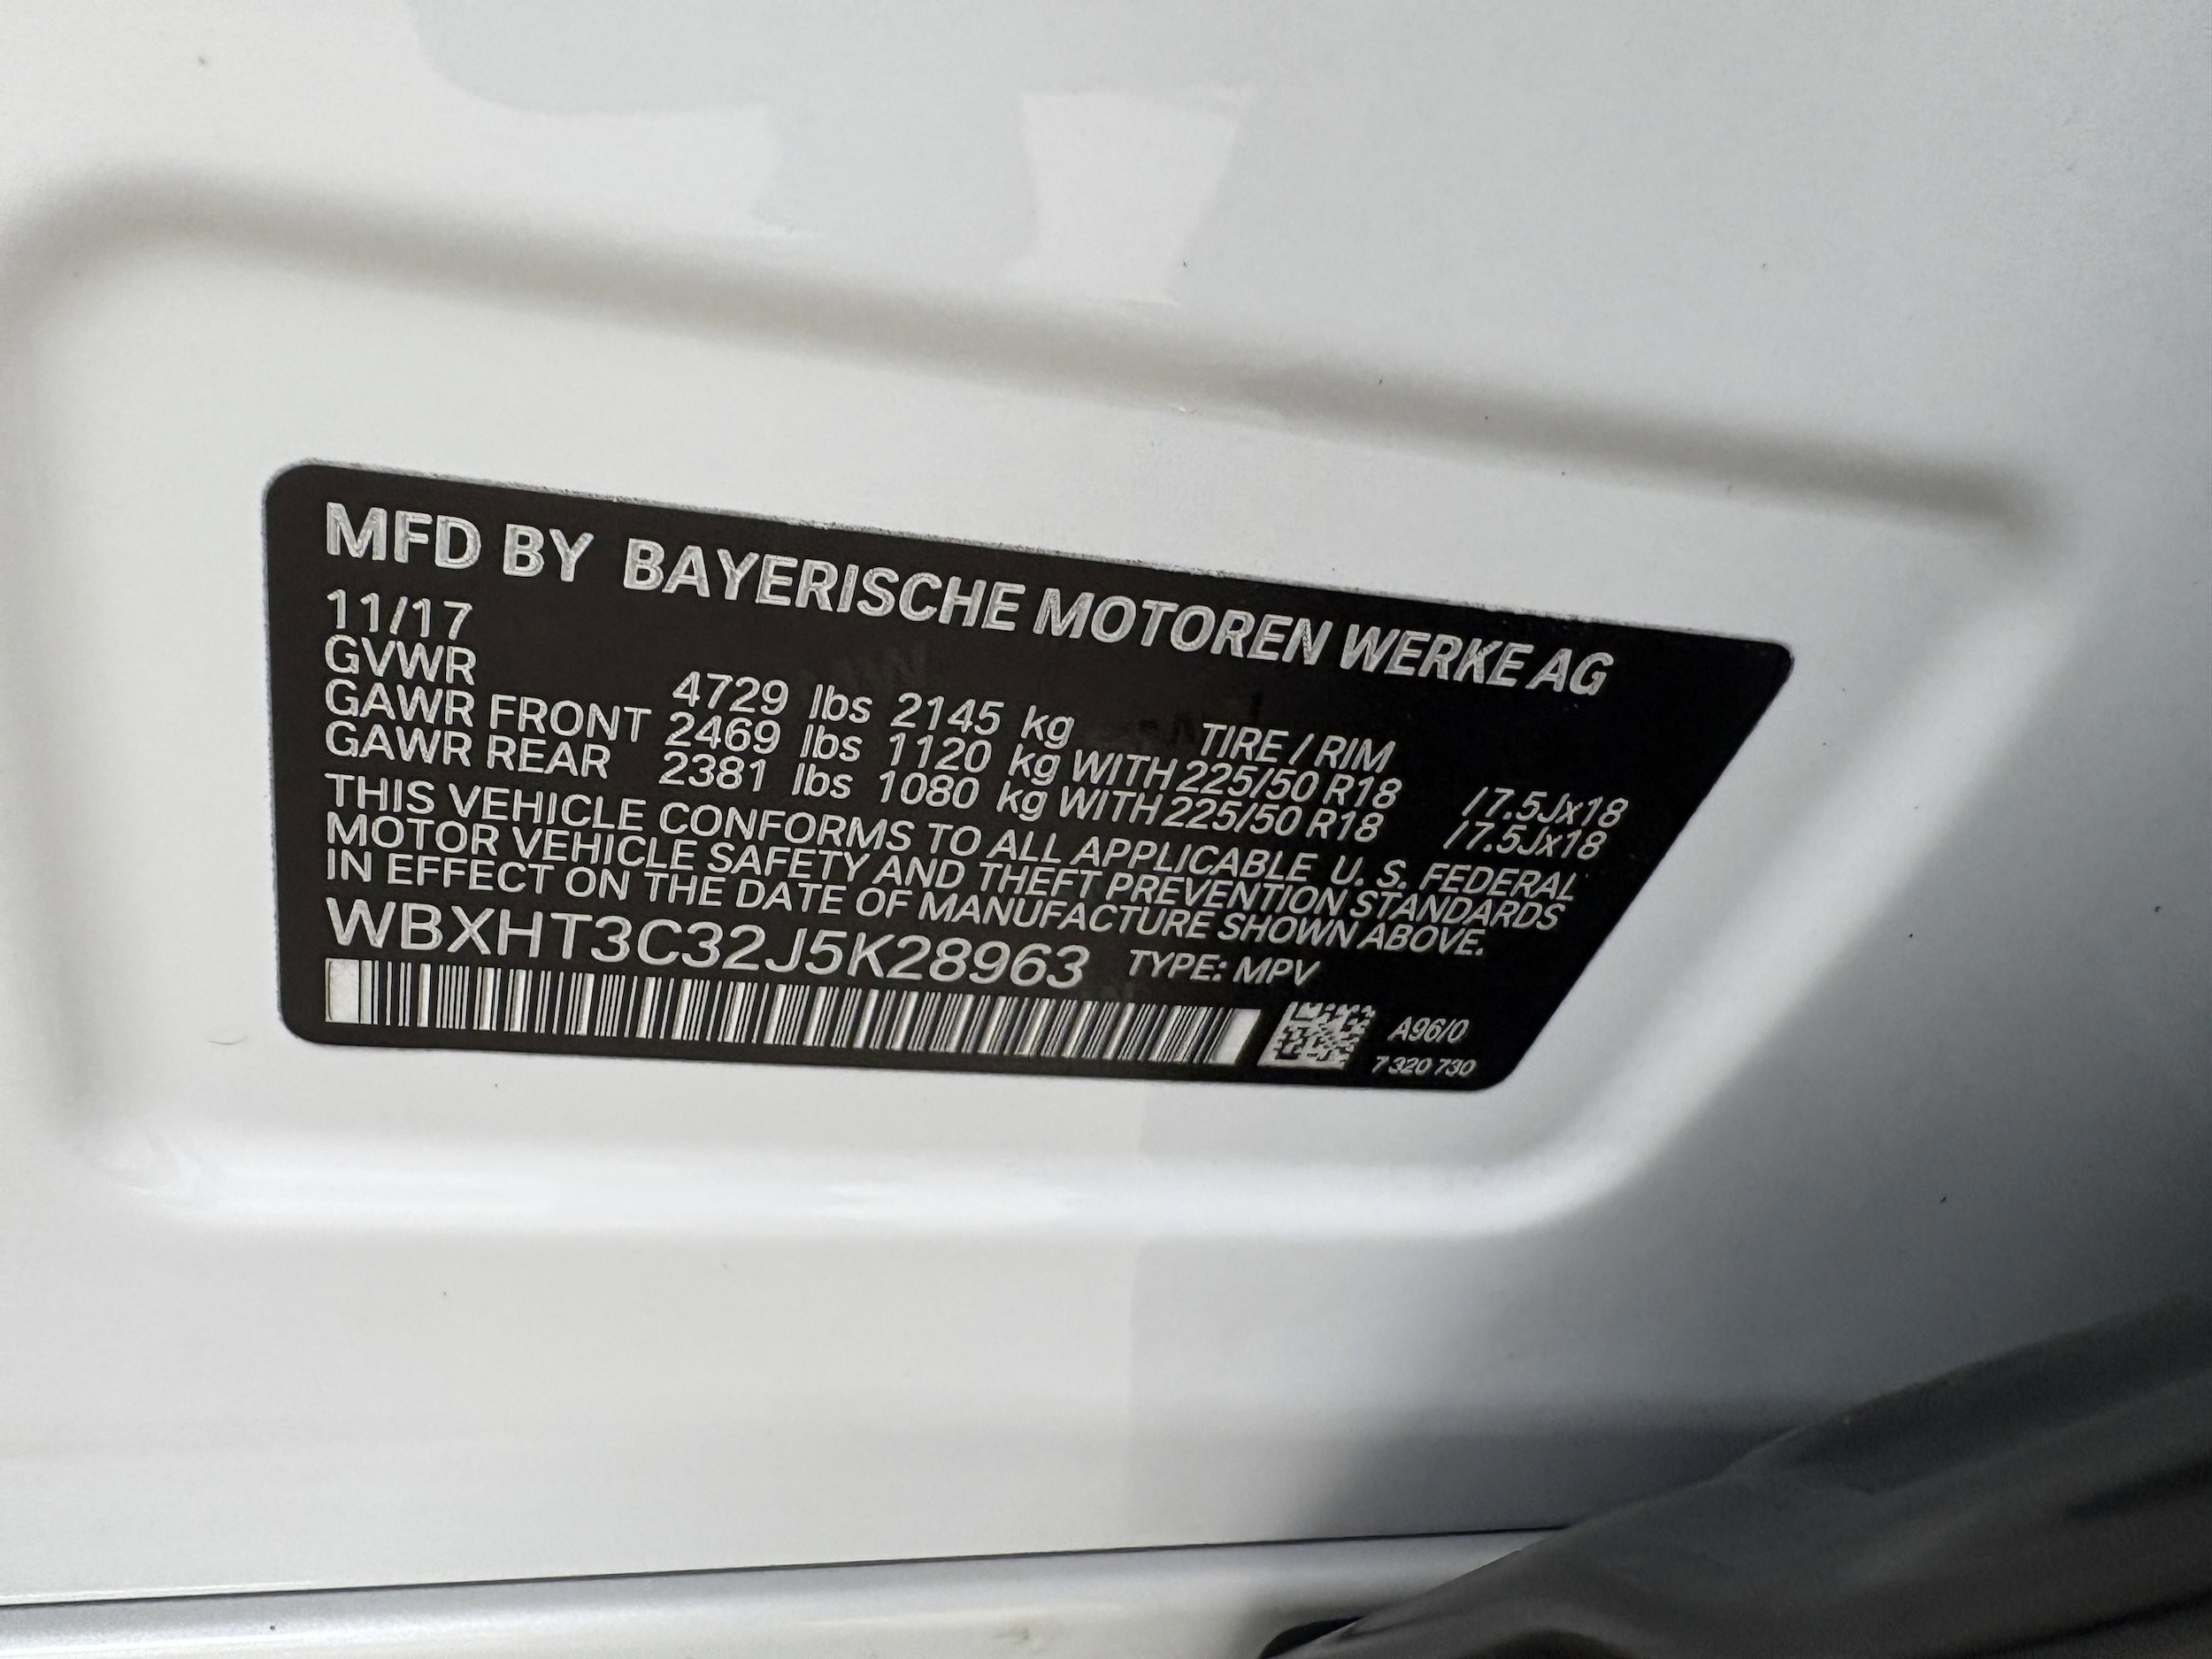 MFD BY BAYERISCHE MOTOREN WERKE AG
11/17
GVWR 4729 lbs 2145 kg TIRE / RIM
GAWR FRONT 2469 lbs 1120 kg WITH 225/50 R18 /7.5Jx18
GAWR REAR 2381 lbs 1080 kg WITH 225/50 R18 /7.5Jx18
THIS VEHICLE CONFORMS TO ALL APPLICABLE U. S. FEDERAL
MOTOR VEHICLE SAFETY AND THEFT PREVENTION STANDARDS
IN EFFECT ON THE DATE OF MANUFACTURE SHOWN ABOVE.
WBXHT3C32J5K28963 TYPE: MPV
A96/0
7 320 730